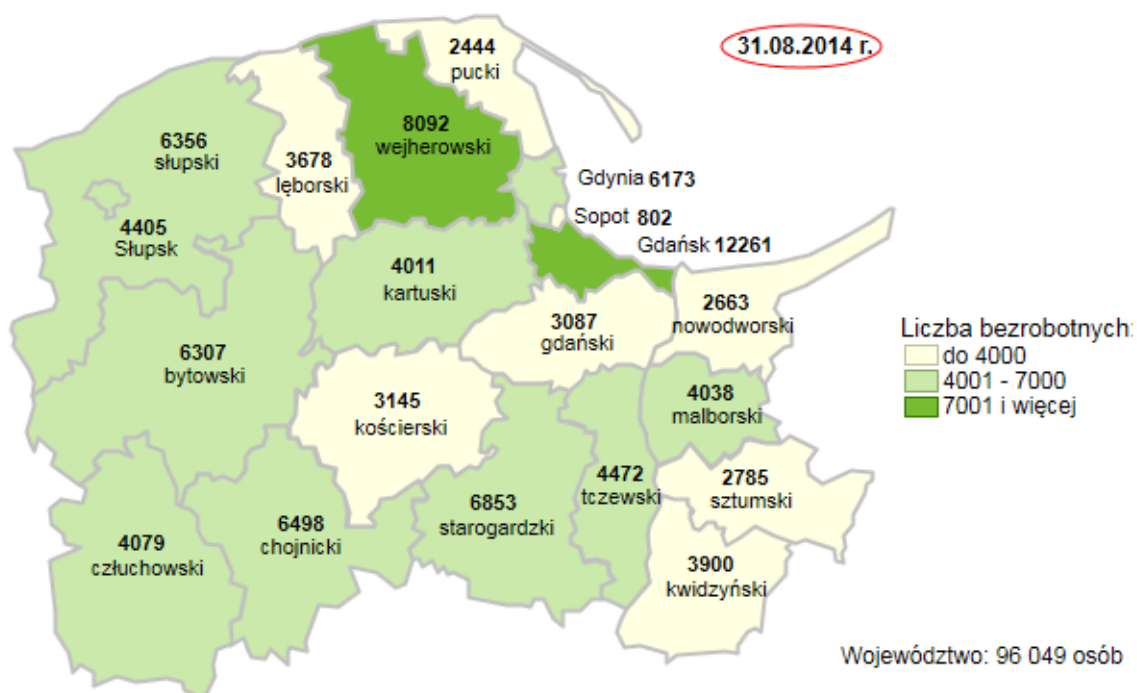 31.08.2014 r.
2444
pucki
8092
wejherowski
6356
słupski
3678
lęborski
Gdynia 6173
Sopot 802
4405
Słupsk
Gdańsk 12261
4011
kartuski
2663
nowodworski
3087
gdański
Liczba bezrobotnych:
do 4000
4001 - 7000
7001 i więcej
6307
bytowski
4038
malborski
3145
kościerski
4472
tczewski
2785
sztumski
6853
starogardzki
6498
chojnicki
4079
człuchowski
3900
kwidzyński
Województwo: 96 049 osób